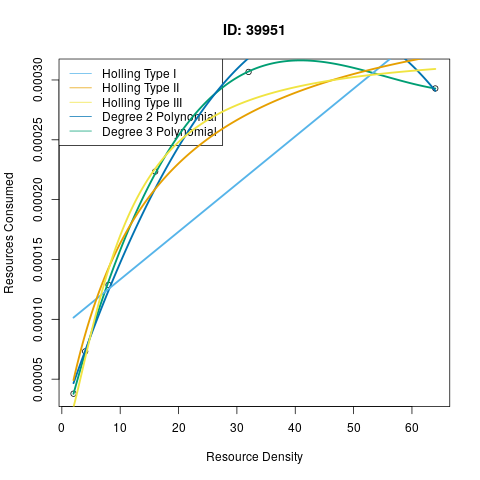 ID: 39951
Holling Type I
Holling Type II
Holling Type III
Degree 2 Polynomial
Degree 3 Polynomial
Resources Consumed
0.00030
0.00025
0.00020
0.00015
0.00010
0.00005
0 10 20 30 40 50 60
Resource Density